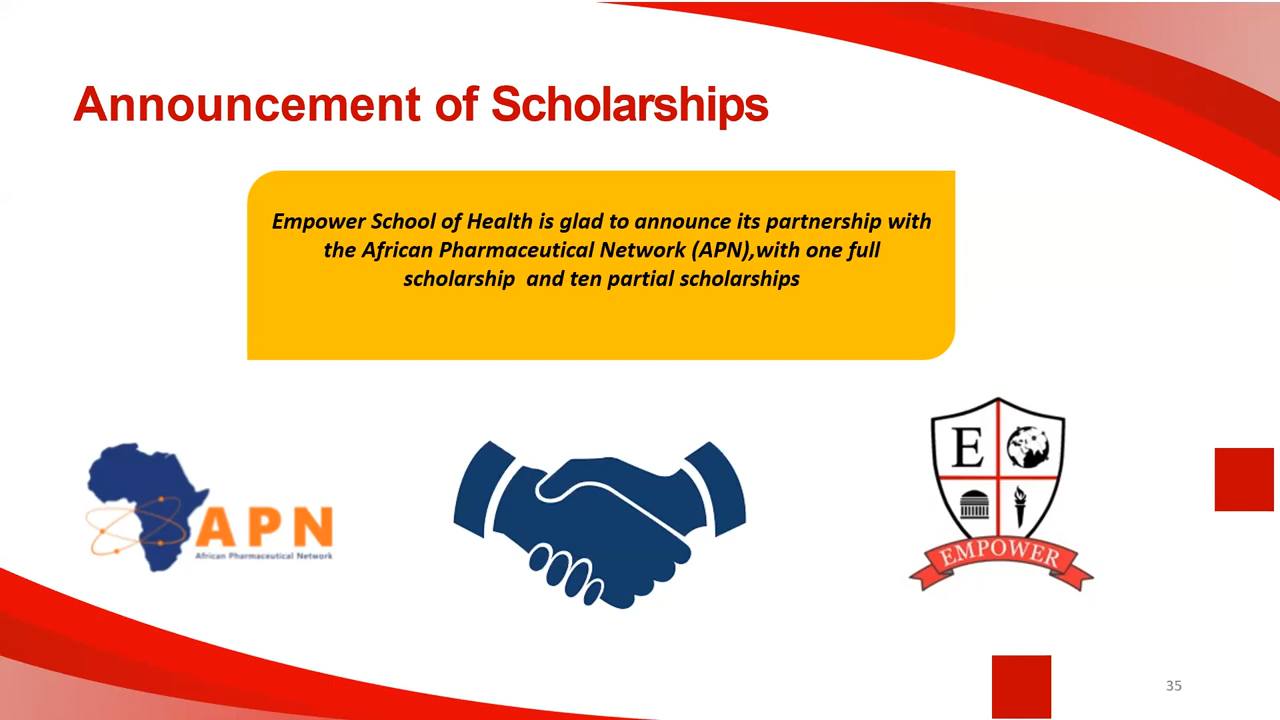 Announcement of Scholarships
Empower School of Health is glad to announce its partnership with
the African Pharmaceutical Network (APN),with one full
scholarship  and ten partial scholarships
APN
African Pharmaceutical Network
E
EMPOWER
35